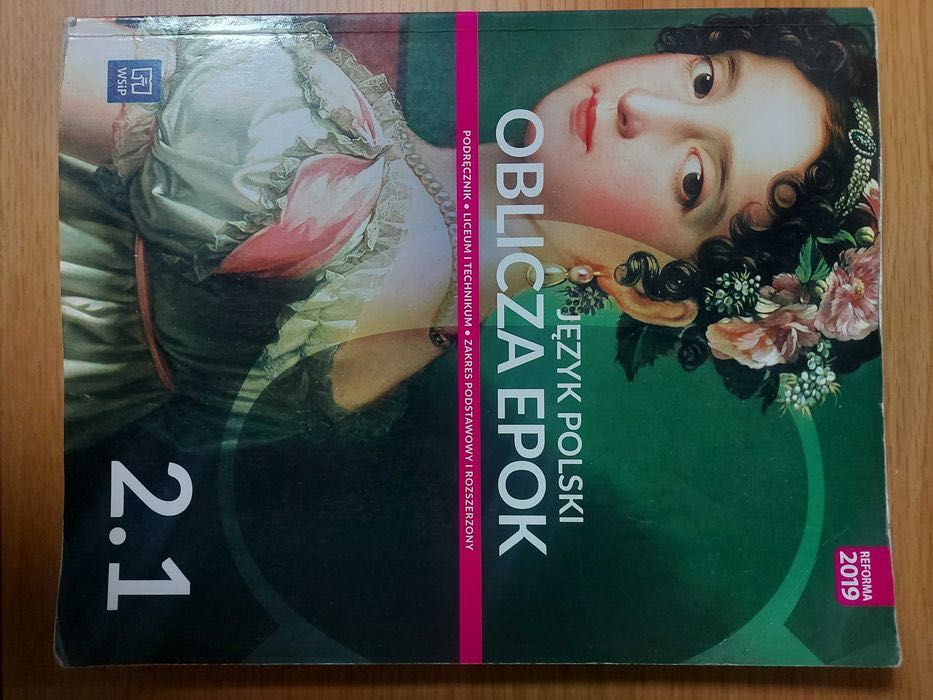 REFORMA
2019
JĘZYK POLSKI
OBLICZA EPOK
PODRĘCZNIK • LICEUM I TECHNIKUM • ZAKRES PODSTAWOWY I ROZSZERZONY
2.1
WSiP